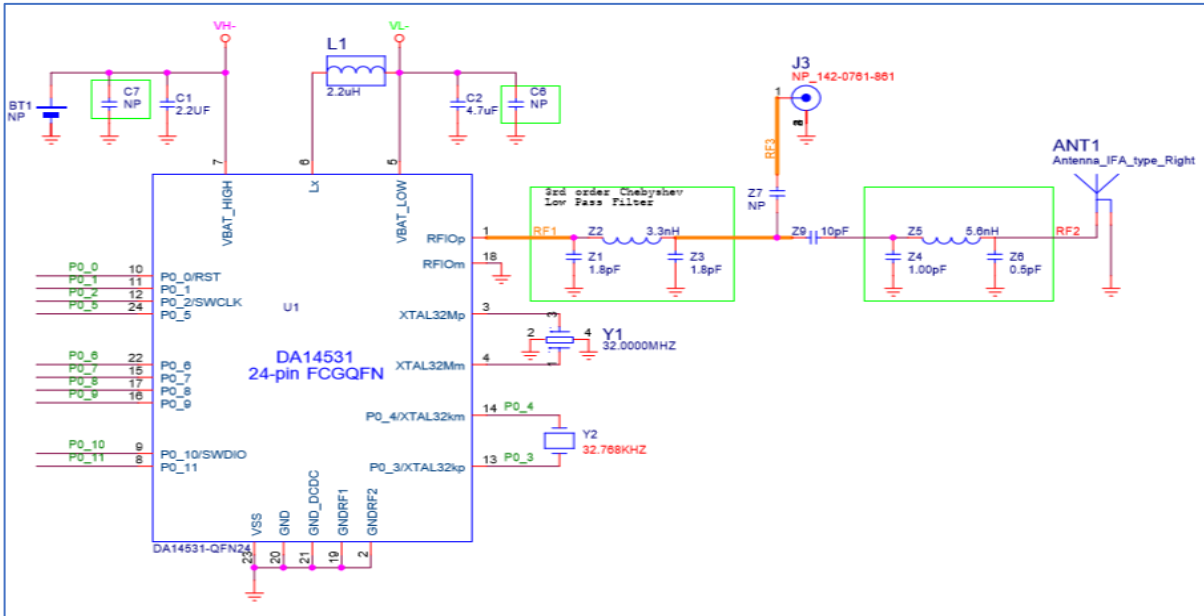 VH-
VL-
L1
2.2uH
J3
NP_142-0761-861
BT1
NP
C7
NP
C1
2.2UF
C2
4.7uF
C6
NP
1
2
RF3
ANT1
Antenna_IFA_type_Right
7
6
5
VBAT_HIGH
Lx
VBAT_LOW
3rd order Chebyshev
Low Pass Filter
Z7
NP
RFIOp
1
RF1
Z2
3.3nH
Z9
10pF
Z5
5.6nH
RF2
Z1
1.8pF
Z3
1.8pF
Z4
1.00pF
Z6
0.5pF
RFIOm
18
P0_0
10
P0_0/RST
P0_1
11
P0_1
P0_2
12
P0_2/SWCLK
P0_5
24
P0_5
U1
XTAL32Mp
3
3
2
4
Y1
32.0000MHZ
1
XTAL32Mm
4
DA14531
24-pin FCGQFN
P0_6
22
P0_6
P0_7
15
P0_7
P0_8
17
P0_8
P0_9
16
P0_9
P0_4/XTAL32km
14
P0_4
Y2
32.768KHZ
P0_3/XTAL32kp
13
P0_3
P0_10
9
P0_10/SWDIO
P0_11
8
P0_11
VSS
GND
GND_DCDC
GNDRF1
GNDRF2
DA14531-QFN24
23
20
21
19
2